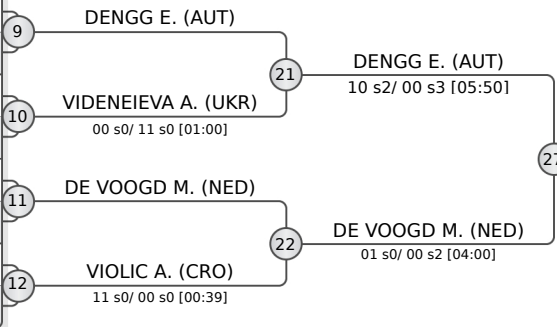 9
DENGG E. (AUT)
21
DENGG E. (AUT)
10 s2/ 00 s3 [05:50]
10
VIDENEIEVA A. (UKR)
00 s0/ 11 s0 [01:00]
27
11
DE VOOGD M. (NED)
22
DE VOOGD M. (NED)
01 s0/ 00 s2 [04:00]
12
VIOLIC A. (CRO)
11 s0/ 00 s0 [00:39]